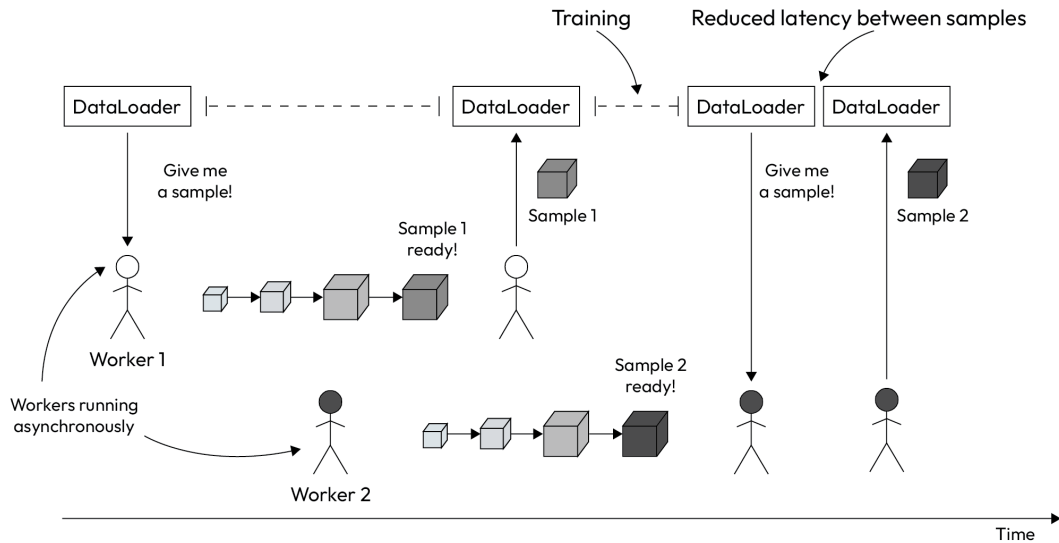 Training
Reduced latency between samples
DataLoader
DataLoader
DataLoader
DataLoader
Give me
a sample!
Sample 1
Give me
a sample!
Sample 2
Sample 1
ready!
Worker 1
Sample 2
ready!
Workers running
asynchronously
Worker 2
Time